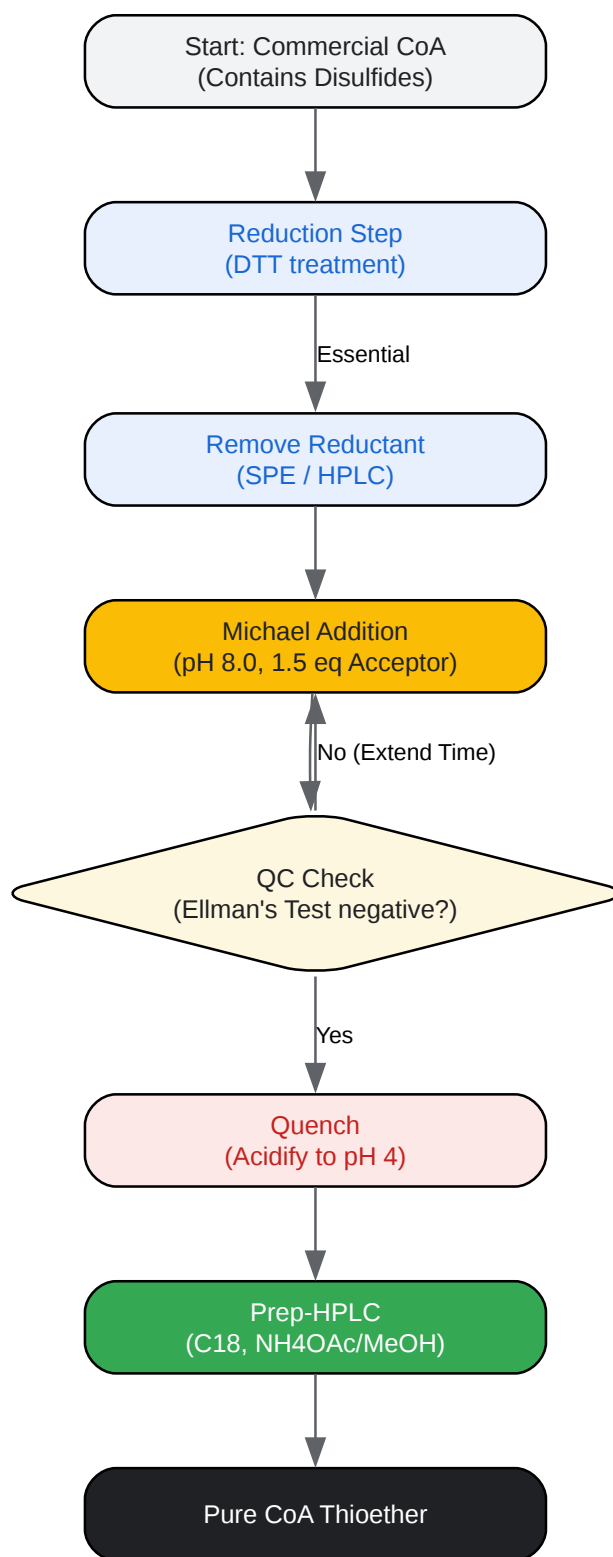 Start: Commercial CoA
(Contains Disulfides)
Reduction Step
(DTT treatment)
Essential
Remove Reductant
(SPE / HPLC)
Michael Addition
(pH 8.0, 1.5 eq Acceptor)
No (Extend Time)
QC Check
(Ellman's Test negative?)
Yes
Quench
(Acidify to pH 4)
Prep-HPLC
(C18, NH4OAc/MeOH)
Pure CoA Thioether